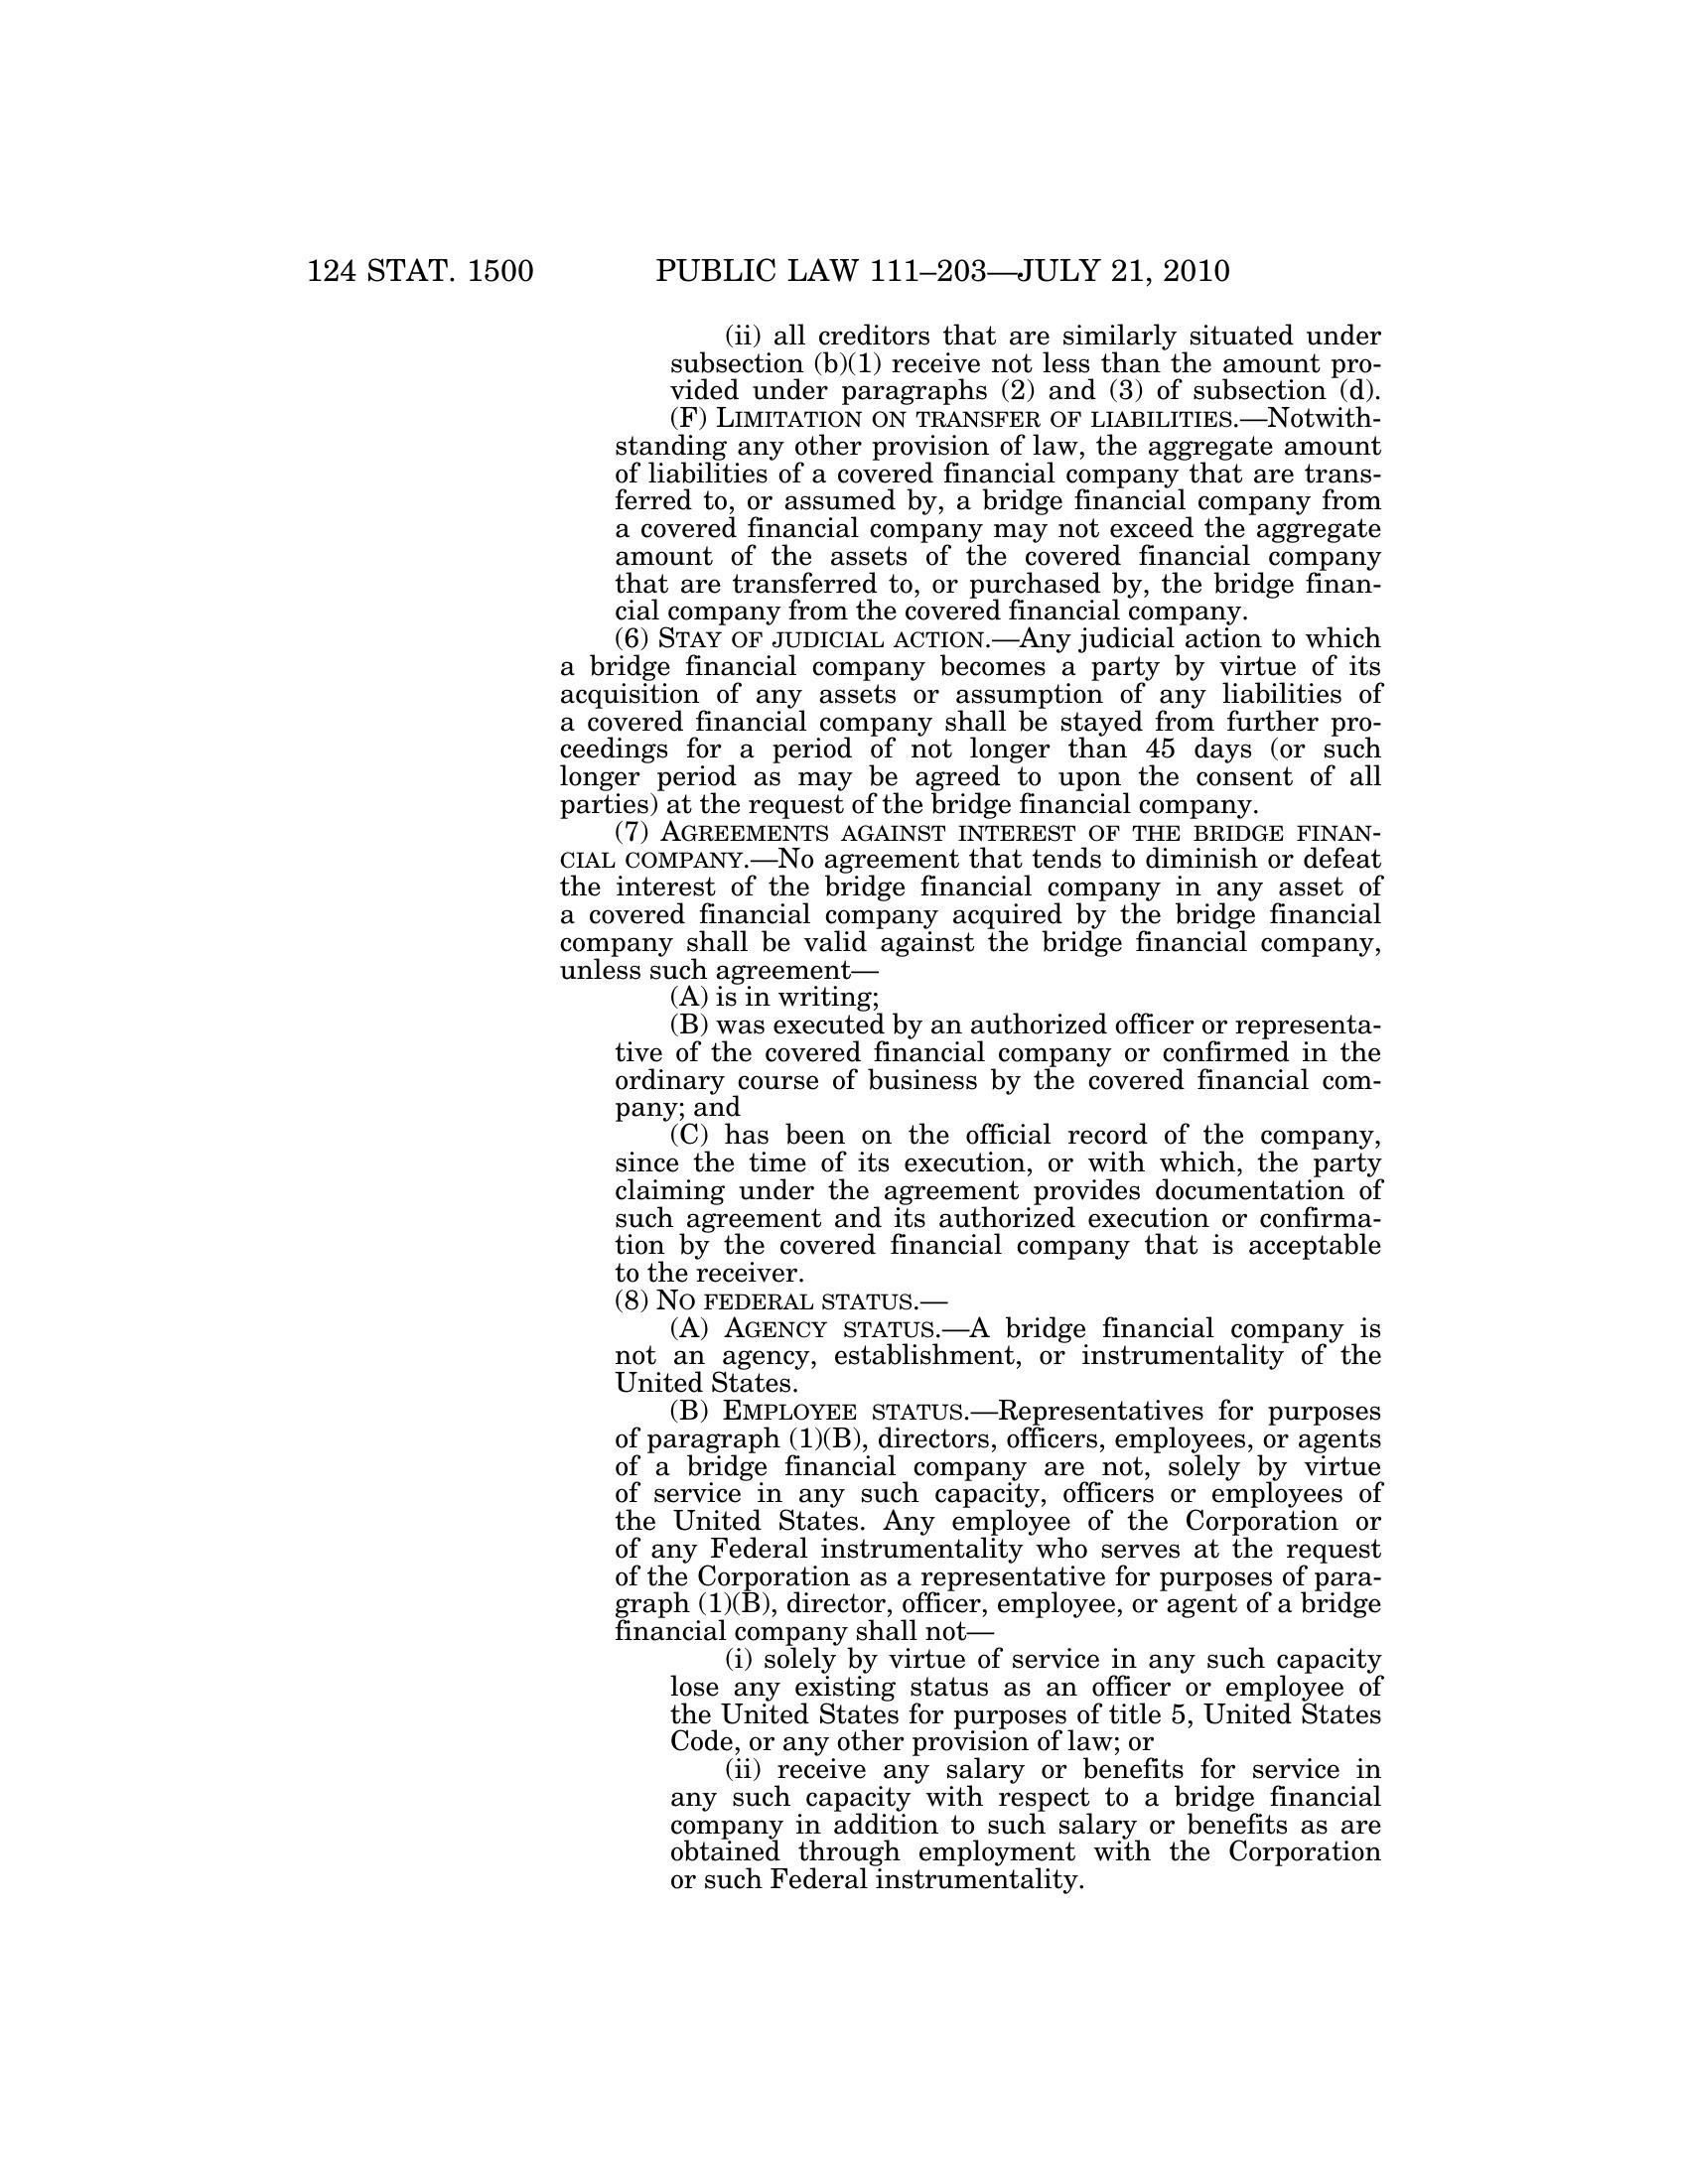 124 STAT. 1500 PUBLIC LAW 111–203—JULY 21, 2010
(ii) all creditors that are similarly situated under
subsection (b)(1) receive not less than the amount pro-
vided under paragraphs (2) and (3) of subsection (d).
(F) LIMITATION ON TRANSFER OF LIABILITIES.—Notwith-
standing any other provision of law, the aggregate amount
of liabilities of a covered financial company that are trans-
ferred to, or assumed by, a bridge financial company from
a covered financial company may not exceed the aggregate
amount of the assets of the covered financial company
that are transferred to, or purchased by, the bridge finan-
cial company from the covered financial company.
(6) STAY OF JUDICIAL ACTION.—Any judicial action to which
a bridge financial company becomes a party by virtue of its
acquisition of any assets or assumption of any liabilities of
a covered financial company shall be stayed from further pro-
ceedings for a period of not longer than 45 days (or such
longer period as may be agreed to upon the consent of all
parties) at the request of the bridge financial company.
(7) AGREEMENTS AGAINST INTEREST OF THE BRIDGE FINAN-
CIAL COMPANY.—No agreement that tends to diminish or defeat
the interest of the bridge financial company in any asset of
a covered financial company acquired by the bridge financial
company shall be valid against the bridge financial company,
unless such agreement—
(A) is in writing;
(B) was executed by an authorized officer or representa-
tive of the covered financial company or confirmed in the
ordinary course of business by the covered financial com-
pany; and
(C) has been on the official record of the company,
since the time of its execution, or with which, the party
claiming under the agreement provides documentation of
such agreement and its authorized execution or confirma-
tion by the covered financial company that is acceptable
to the receiver.
(8) NO FEDERAL STATUS.—
(A) AGENCY STATUS.—A bridge financial company is
not an agency, establishment, or instrumentality of the
United States.
(B) EMPLOYEE STATUS.—Representatives for purposes
of paragraph (1)(B), directors, officers, employees, or agents
of a bridge financial company are not, solely by virtue
of service in any such capacity, officers or employees of
the United States. Any employee of the Corporation or
of any Federal instrumentality who serves at the request
of the Corporation as a representative for purposes of para-
graph (1)(B), director, officer, employee, or agent of a bridge
financial company shall not—
(i) solely by virtue of service in any such capacity
lose any existing status as an officer or employee of
the United States for purposes of title 5, United States
Code, or any other provision of law; or
(ii) receive any salary or benefits for service in
any such capacity with respect to a bridge financial
company in addition to such salary or benefits as are
obtained through employment with the Corporation
or such Federal instrumentality.